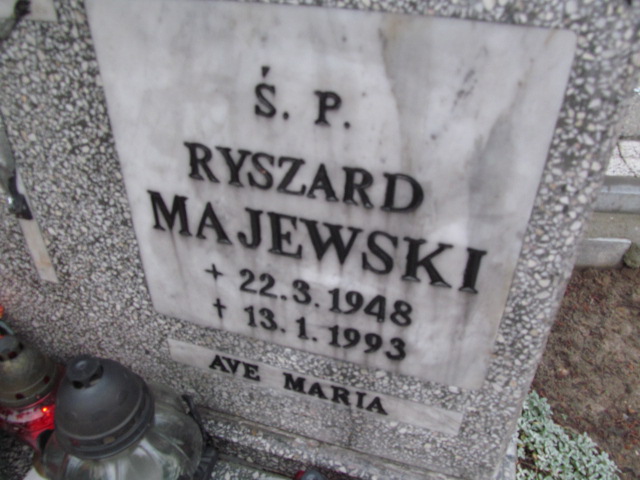 Ś. P.
RYSZARD
MAJEWSKI
+ 22.3.1948
† 13.1.1993
AVE MARIA